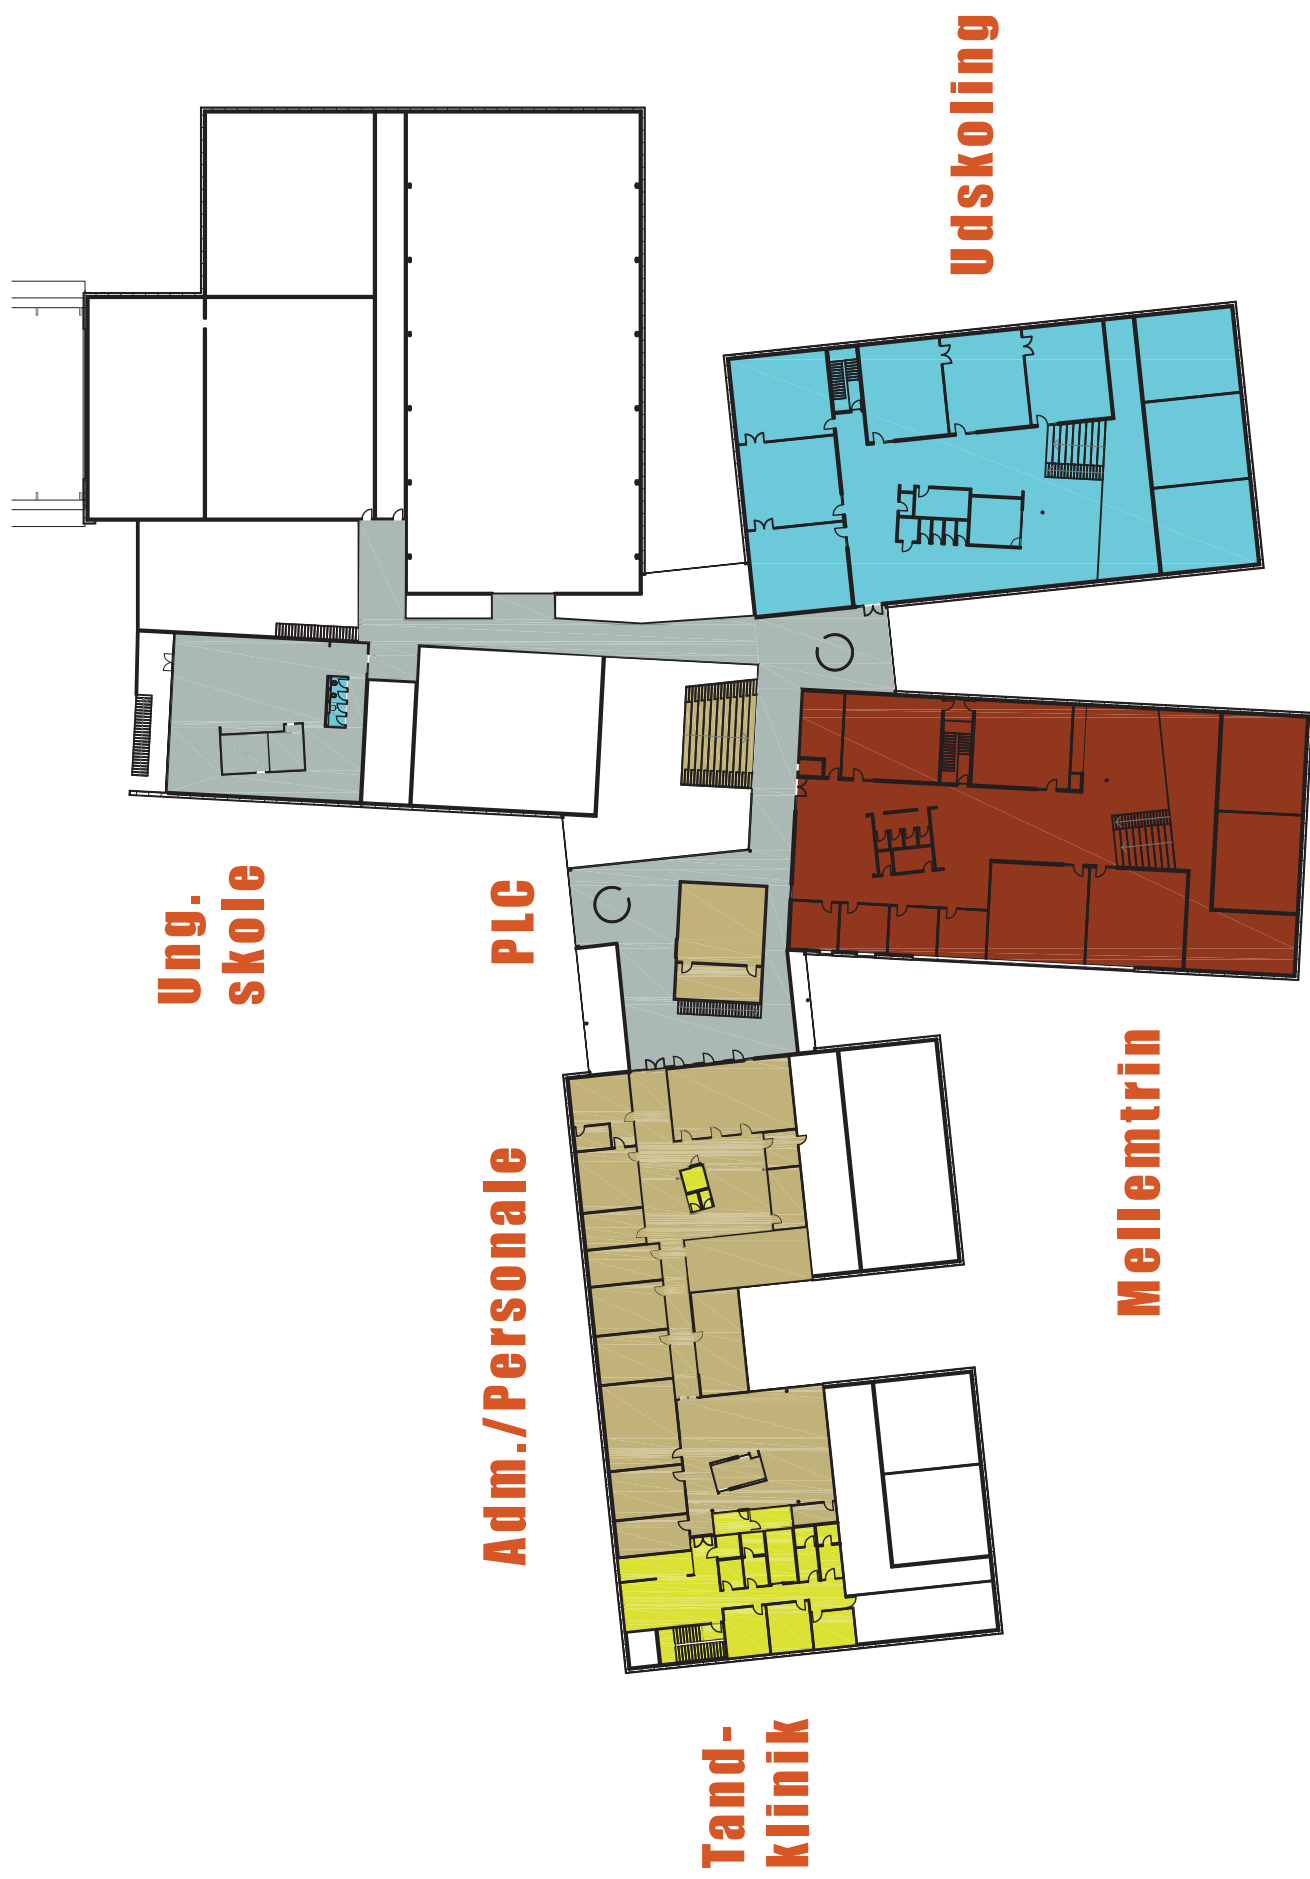 Ung.
skole
PLC
Adm./Personale
Tand-
klinik
Udskoling
Mellemtrin